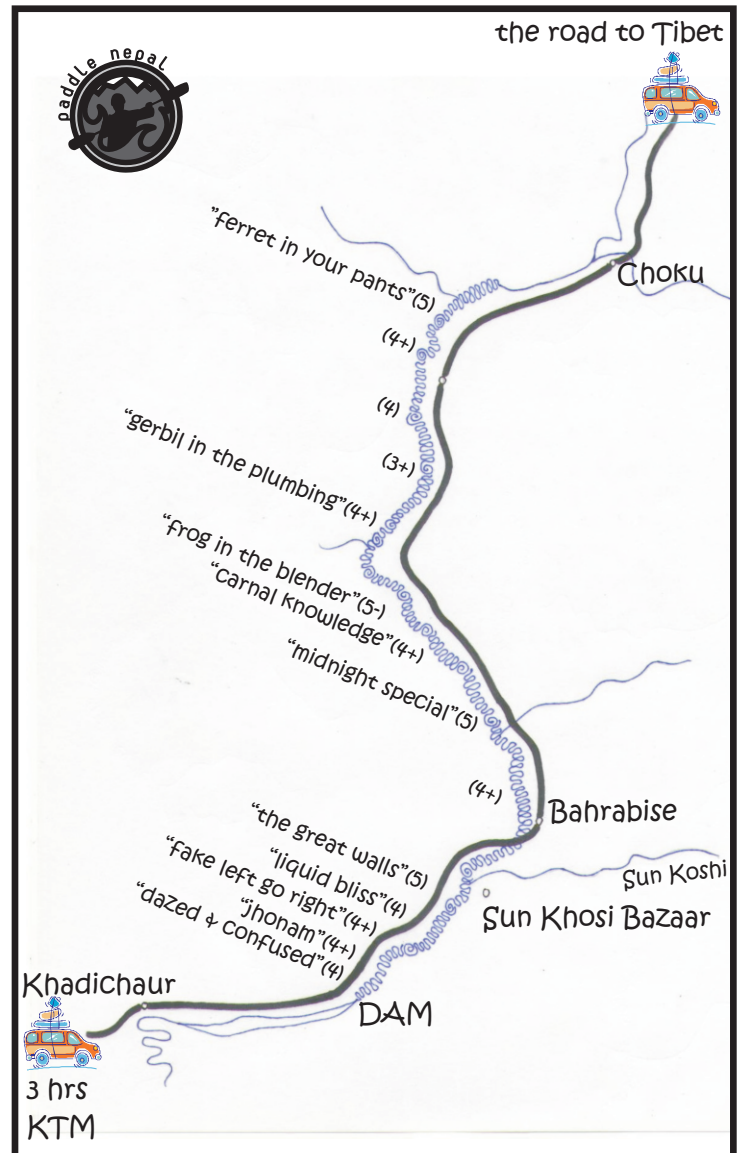 the road to Tibet
paddle nepal
"ferret in your pants"(5)
Choku
(4+)
(4)
"gerbil in the plumbing"(4+)
(3+)
"frog in the blender"(5-)
"carnal knowledge"(4+)
"midnight special"(5)
(4+)
Bahrabise
"the great walls"(5)
"liquid bliss"(4)
"fake left go right"(4+)
"jhonam"(4+)
"dazed & confused"(4)
Sun Koshi
Sun Khosi Bazaar
Khadichaur
DAM
3 hrs
KTM